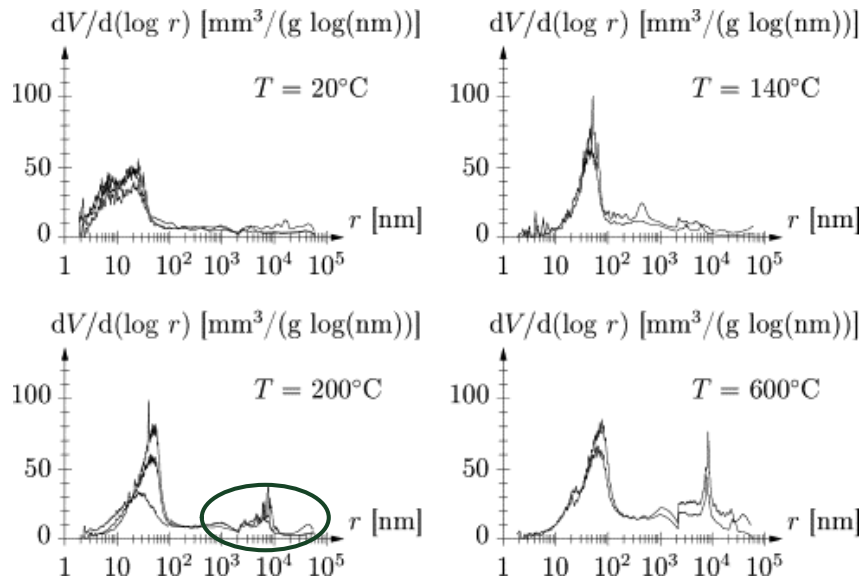 dV/d(log r) [mm³/(g log(nm))] dV/d(log r) [mm³/(g log(nm))]
100 T = 20°C 100 T = 140°C
50 50
0 r [nm] 0 r [nm]
1 10 10² 10³ 10⁴ 10⁵ 1 10 10² 10³ 10⁴ 10⁵
dV/d(log r) [mm³/(g log(nm))] dV/d(log r) [mm³/(g log(nm))]
100 T = 200°C 100 T = 600°C
50 50
0 r [nm] 0 r [nm]
1 10 10² 10³ 10⁴ 10⁵ 1 10 10² 10³ 10⁴ 10⁵